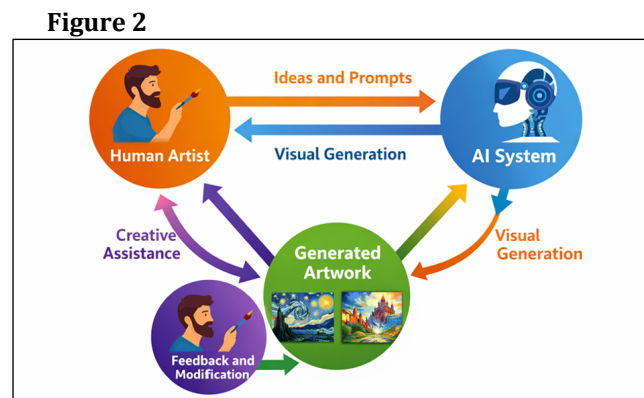 Figure 2
Ideas and Prompts
Human Artist
Visual Generation
AI System
Creative
Assistance
Generated
Artwork
Visual
Generation
Feedback and
Modification